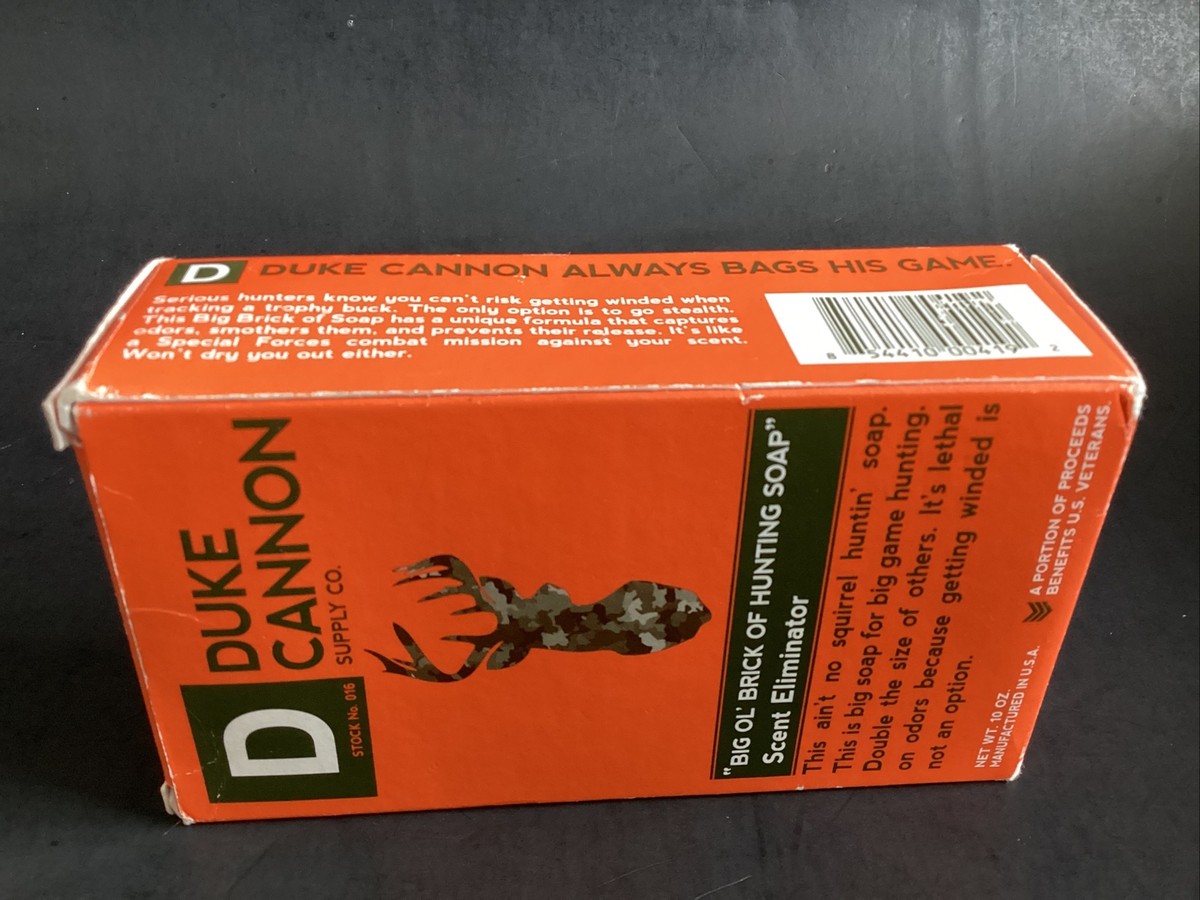 D DUKE CANNON ALWAYS BAGS HIS GAME.
Serious hunters know you can't risk getting winded when
tracking a trophy buck. The only option is to go stealth.
This Big Brick of Soap has a unique formula that captures
odors, smothers them, and prevents their release. It's like
a Special Forces combat mission against your scent.
Won't dry you out either.
8 54410 00419 2
D
DUKE
CANNON
SUPPLY CO.
STOCK No. 016
"BIG OL' BRICK OF HUNTING SOAP"
Scent Eliminator
This ain't no squirrel huntin' soap.
This is big soap for big game hunting.
Double the size of others. It's lethal
on odors because getting winded is
not an option.
NET WT. 10 OZ.
MANUFACTURED IN U.S.A.
A PORTION OF PROCEEDS
BENEFITS U.S. VETERANS.